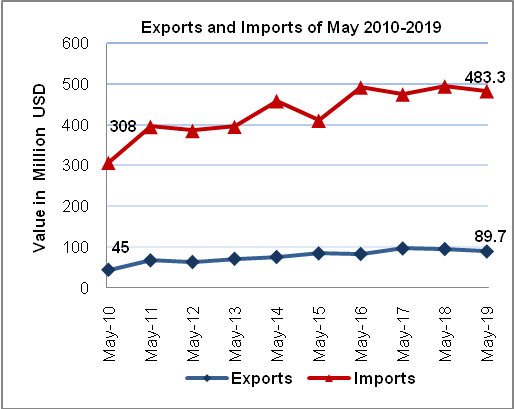 Exports and Imports of May 2010-2019
Value in Million USD
600
500
400
300
200
100
0
308
483.3
45
89.7
May-10
May-11
May-12
May-13
May-14
May-15
May-16
May-17
May-18
May-19
Exports
Imports